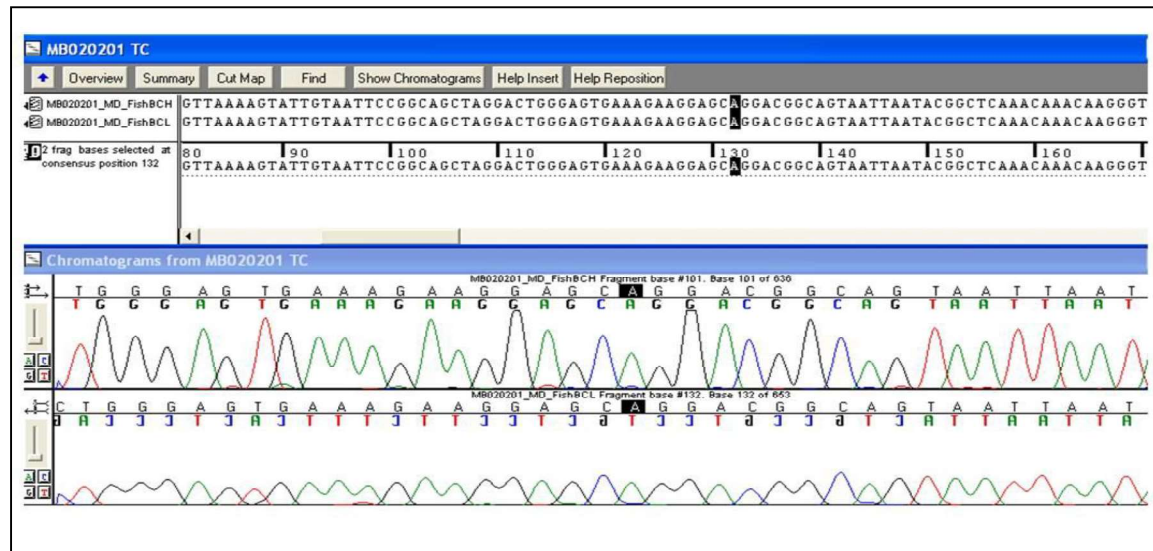 MB020201 TC
Overview Summary Cut Map Find Show Chromatograms Help Insert Help Reposition
MB020201_MD_FishBCH GTTAAAAGTATTGTAATTCCGGCAGCTAGGACTGGGAGTGAAAGAAGGAGCAGGACGGCAGTAATTAATACGGCTCAAACAAACAAGGGT
MB020201_MD_FishBCL GTTAAAAGTATTGTAATTCCGGCAGCTAGGACTGGGAGTGAAAGAAGGAGCAGGACGGCAGTAATTAATACGGCTCAAACAAACAAGGGT
2 frag bases selected at
consensus position 132
80 90 100 110 120 130 140 150 160
GTTAAAAGTATTGTAATTCCGGCAGCTAGGACTGGGAGTGAAAGAAGGAGCAGGACGGCAGTAATTAATACGGCTCAAACAAACAAGGGT
Chromatograms from MB020201 TC
MB020201_MD_FishBCH Fragment base #101. Base 101 of 636
T G G G A G T G A A A G A A G G A G C A G G A C G G C A G T A A T T A A T
T G G G A G T G A A A G A A G G A G C A G G A C G G C A G T A A T T A A T
A C
G T
MB020201_MD_FishBCL Fragment base #132. Base 132 of 653
C T G G G A G T G A A A G A A G G A G C A G G A C G G C A G T A A T T A A T
G A C C C T C A C T T T C T T C C T C G T C C T G C C G T C A T T A A T T A
A C
G T